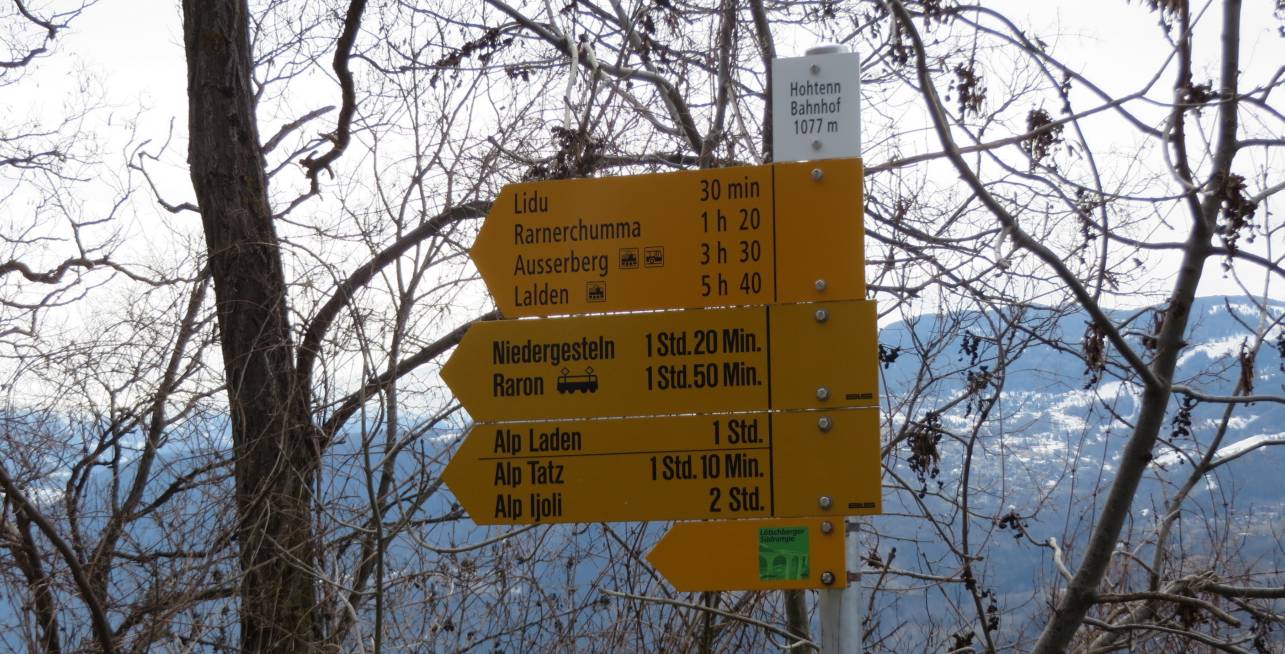 Hohtenn
Bahnhof
1077 m
Lidu 30 min
Rarnerchumma 1 h 20
Ausserberg 3 h 30
Lalden 5 h 40
Niedergesteln 1 Std. 20 Min.
Raron 1 Std. 50 Min.
Alp Laden 1 Std.
Alp Tatz 1 Std. 10 Min.
Alp Ijoli 2 Std.
Lötschberger
Südrampe